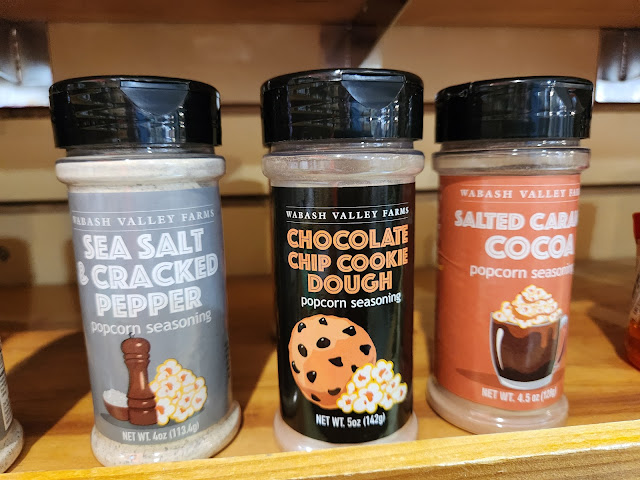 WABASH VALLEY FARMS
SEA SALT
& CRACKED
PEPPER
popcorn seasoning
NET WT. 4oz (113.4g)
WABASH VALLEY FARMS
CHOCOLATE
CHIP COOKIE
DOUGH
popcorn seasoning
NET WT. 5oz (142g)
WABASH VALLEY FARMS
SALTED CARAM
COCOA
popcorn seasoning
NET WT. 4.5 oz